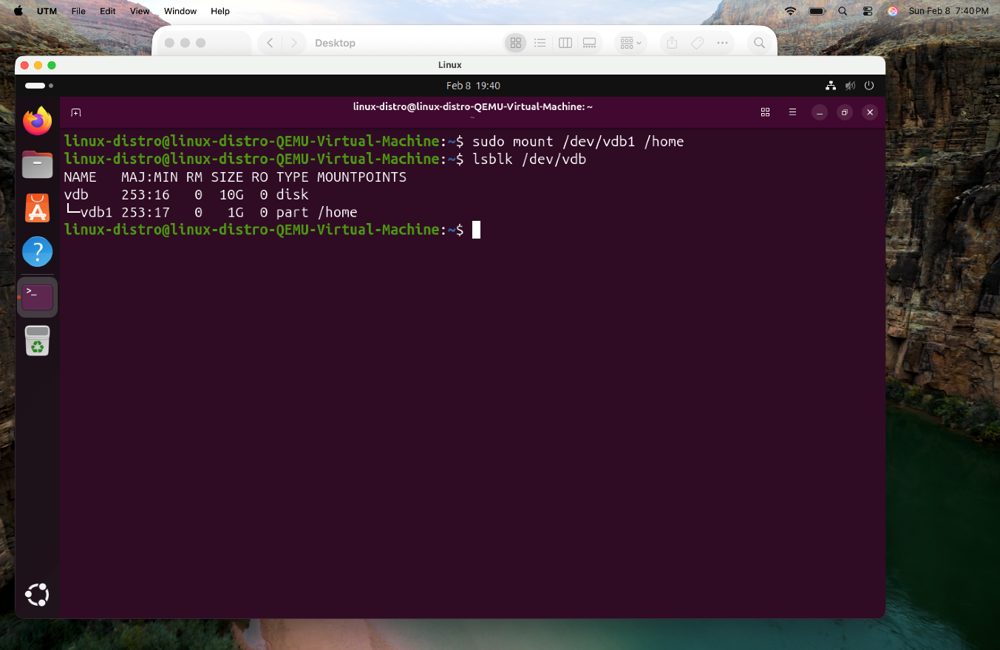 UTM File Edit View Window Help Sun Feb 8 7:40 PM
Desktop
Linux
Feb 8 19:40
linux-distro@linux-distro-QEMU-Virtual-Machine: ~
~
linux-distro@linux-distro-QEMU-Virtual-Machine:~$ sudo mount /dev/vdb1 /home
linux-distro@linux-distro-QEMU-Virtual-Machine:~$ lsblk /dev/vdb
NAME   MAJ:MIN RM SIZE RO TYPE MOUNTPOINTS
vdb    253:16   0  10G  0 disk
└─vdb1 253:17   0   1G  0 part /home
linux-distro@linux-distro-QEMU-Virtual-Machine:~$